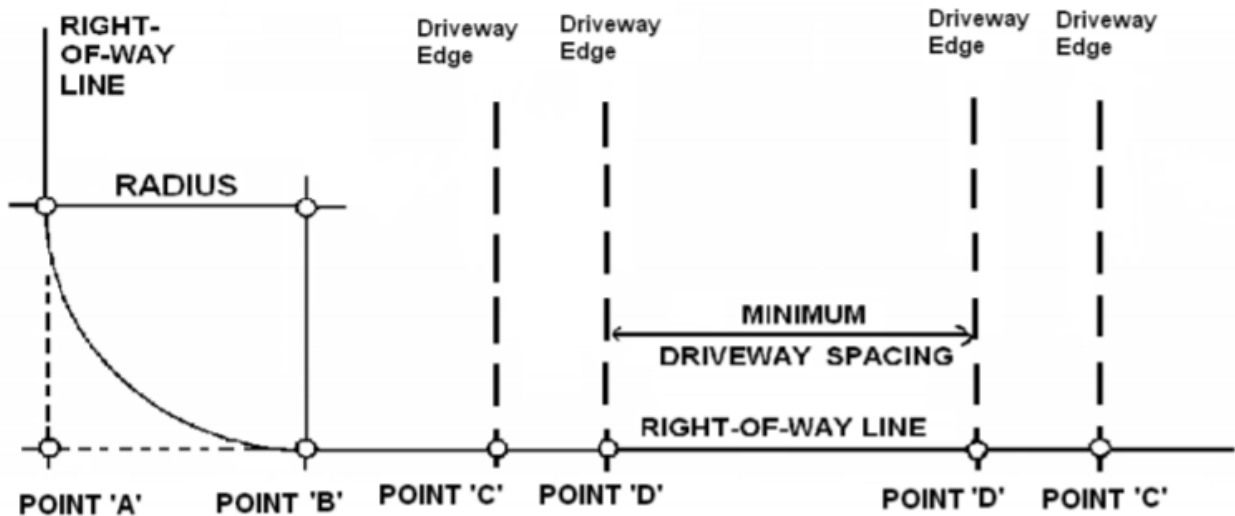 RIGHT-
OF-WAY
LINE
Driveway
Edge
Driveway
Edge
Driveway
Edge
Driveway
Edge
RADIUS
MINIMUM
DRIVEWAY SPACING
RIGHT-OF-WAY LINE
POINT 'A'
POINT 'B'
POINT 'C'
POINT 'D'
POINT 'D'
POINT 'C'